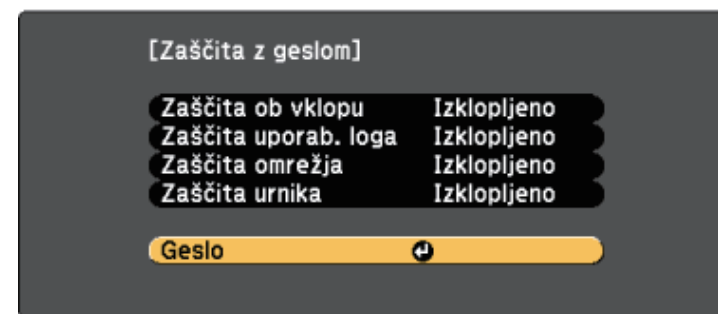 [Zaščita z geslom]
Zaščita ob vklopu Izklopljeno
Zaščita uporab. loga Izklopljeno
Zaščita omrežja Izklopljeno
Zaščita urnika Izklopljeno
Geslo